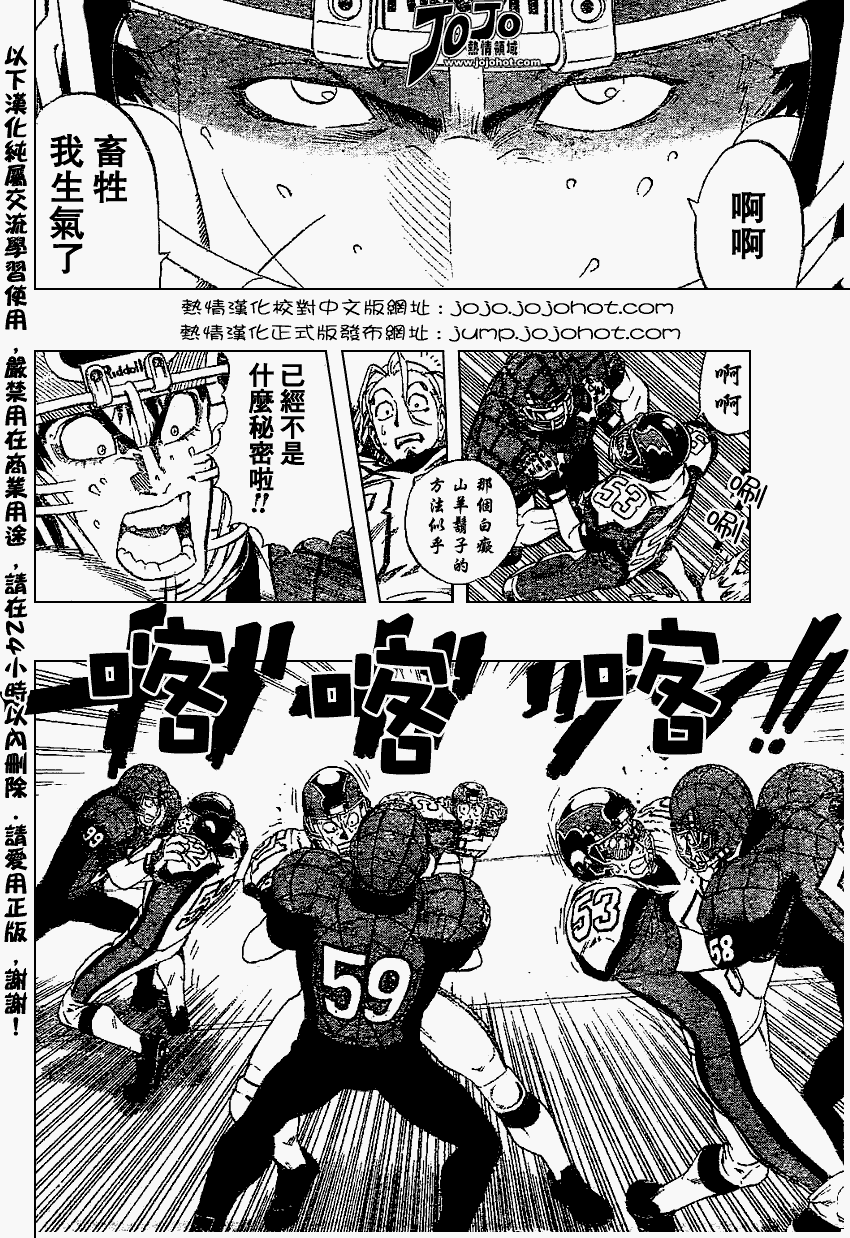 JOJO
熱情領域
www.jojohot.com
啊啊
畜牲
我生氣了
熱情漢化校對中文版網址：jojo.jojohot.com
熱情漢化正式版發布網址：jump.jojohot.com
啊啊
唰
唰
53
那個白癡
山羊鬍子的
方法似乎
已經不是
什麼秘密啦!!
Riddell
喀
喀
喀!!
99
53
59
53
58
以下漢化純屬交流學習使用，嚴禁用在商業用途，請在24小時以內刪除．請愛用正版，謝謝！